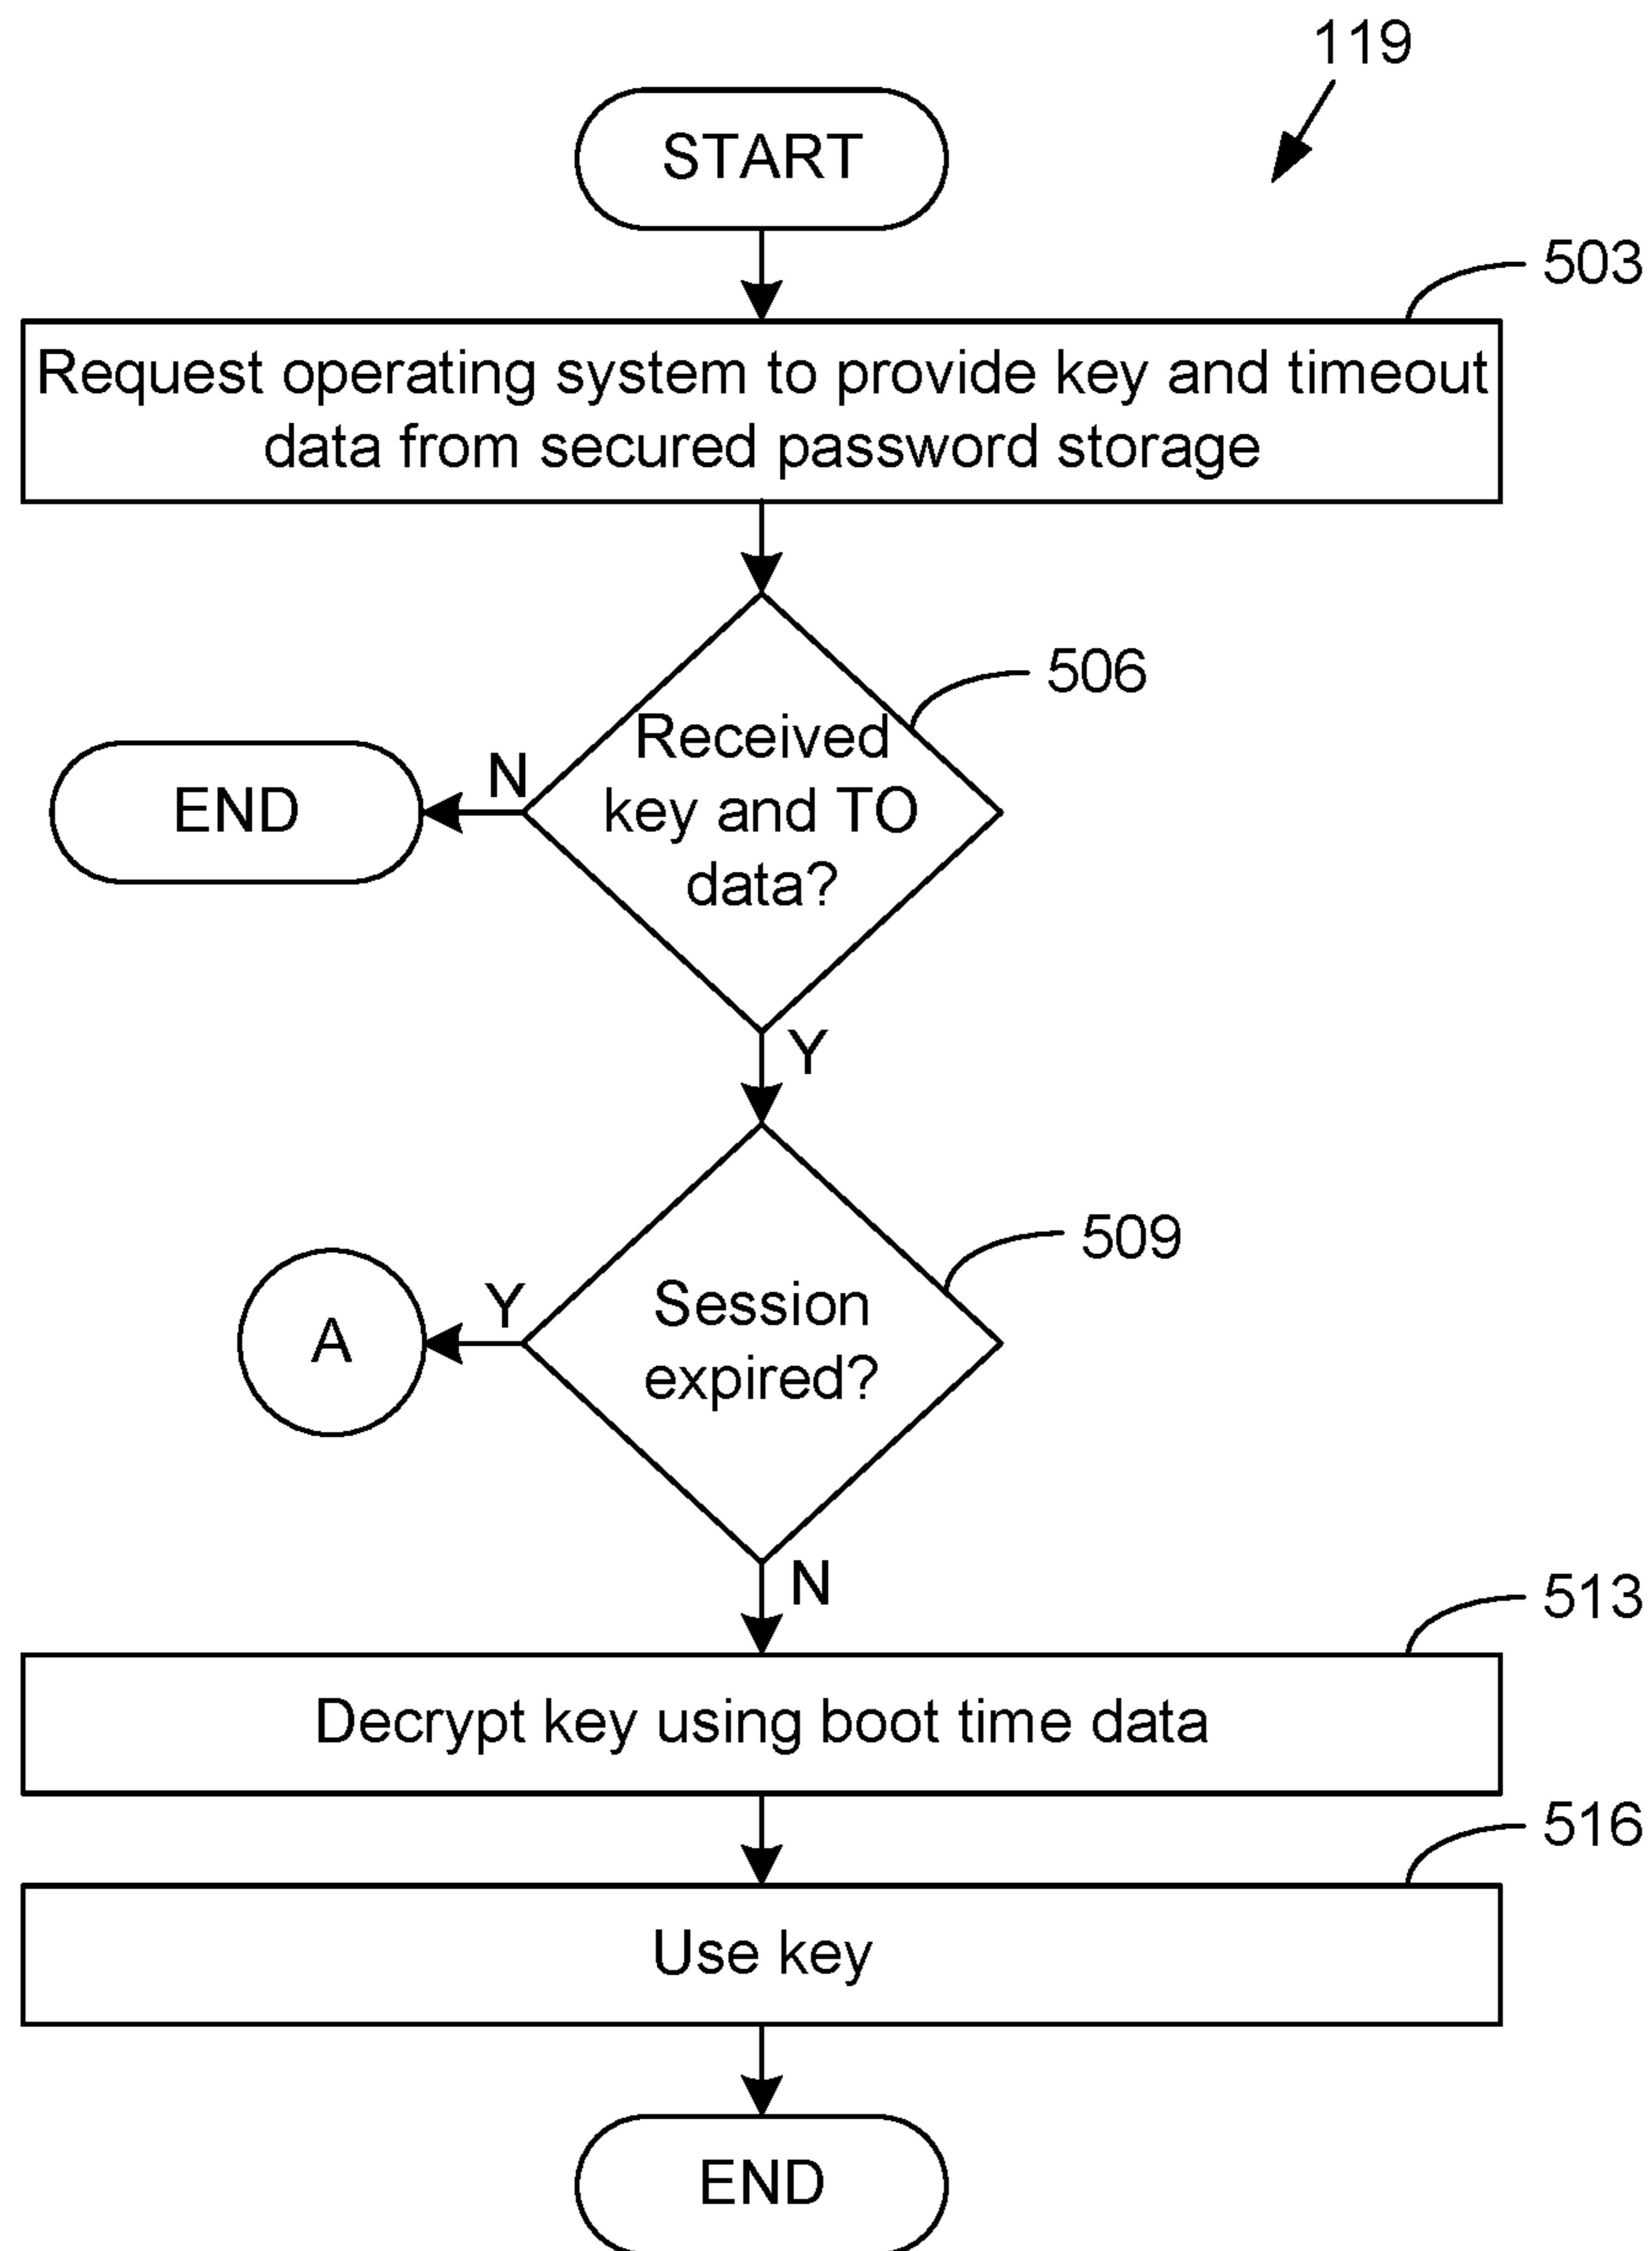 119
START
503
Request operating system to provide key and timeout
data from secured password storage
506
Received
key and TO
data?
N
END
Y
509
Session
expired?
Y
A
N
513
Decrypt key using boot time data
516
Use key
END